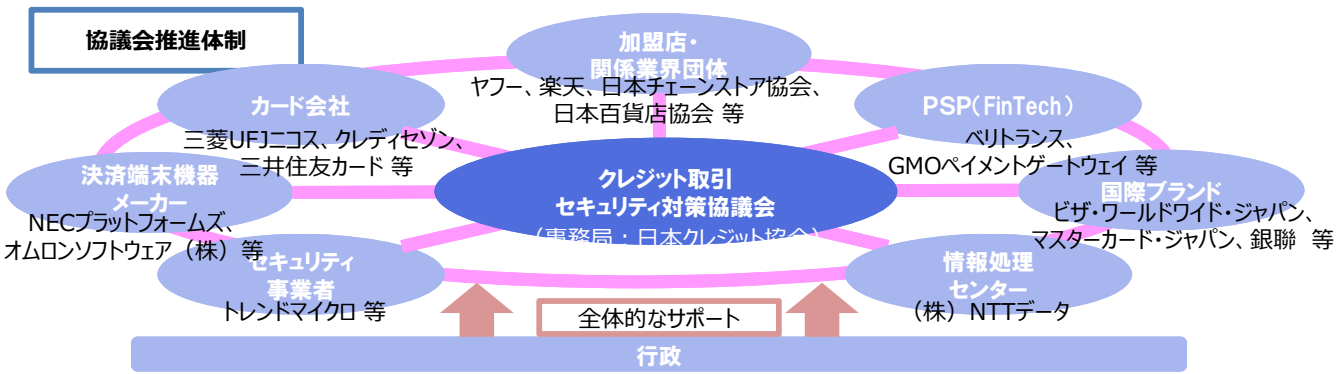 協議会推進体制
加盟店・
関係業界団体
ヤフー、楽天、日本チェーンストア協会、
日本百貨店協会 等
カード会社
三菱UFJニコス、クレディセゾン、
三井住友カード 等
PSP（FinTech）
ベリトランス、
GMOペイメントゲートウェイ 等
決済端末機器
メーカー
NECプラットフォームズ、
オムロンソフトウェア（株）等
クレジット取引
セキュリティ対策協議会
（事務局：日本クレジット協会）
国際ブランド
ビザ・ワールドワイド・ジャパン、
マスターカード・ジャパン、銀聯 等
セキュリティ
事業者
トレンドマイクロ 等
情報処理
センター
（株）NTTデータ
全体的なサポート
行政